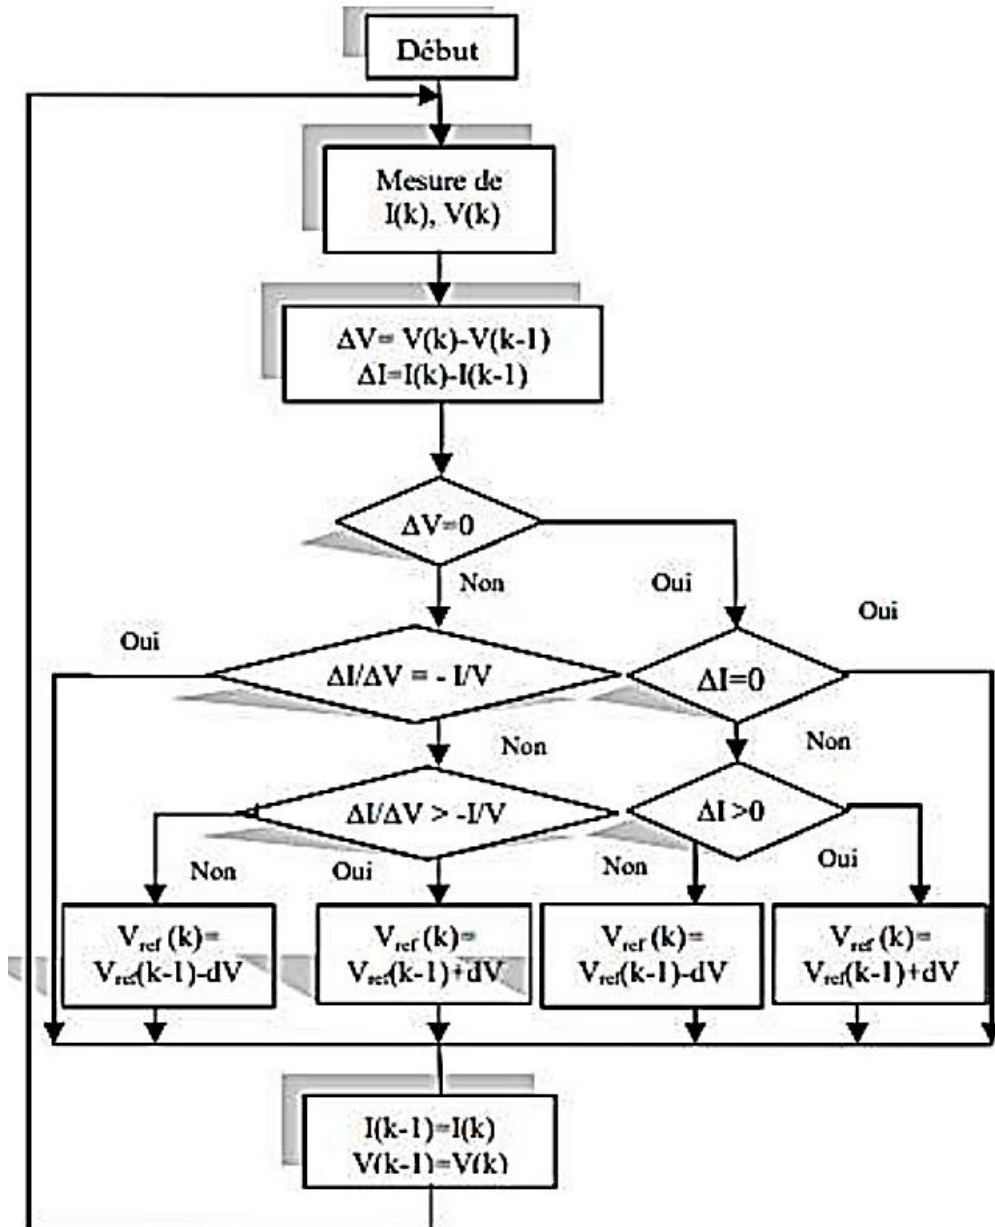 Début
Mesure de
I(k), V(k)
ΔV= V(k)-V(k-1)
ΔI=I(k)-I(k-1)
ΔV=0
Non
Oui
Oui
Oui
ΔI/ΔV = - I/V
ΔI=0
Non
Non
ΔI/ΔV > -I/V
ΔI >0
Non
Oui
Non
Oui
Vref (k)=
Vref(k-1)-dV
Vref (k)=
Vref(k-1)+dV
Vref (k)=
Vref(k-1)-dV
Vref (k)=
Vref(k-1)+dV
I(k-1)=I(k)
V(k-1)=V(k)